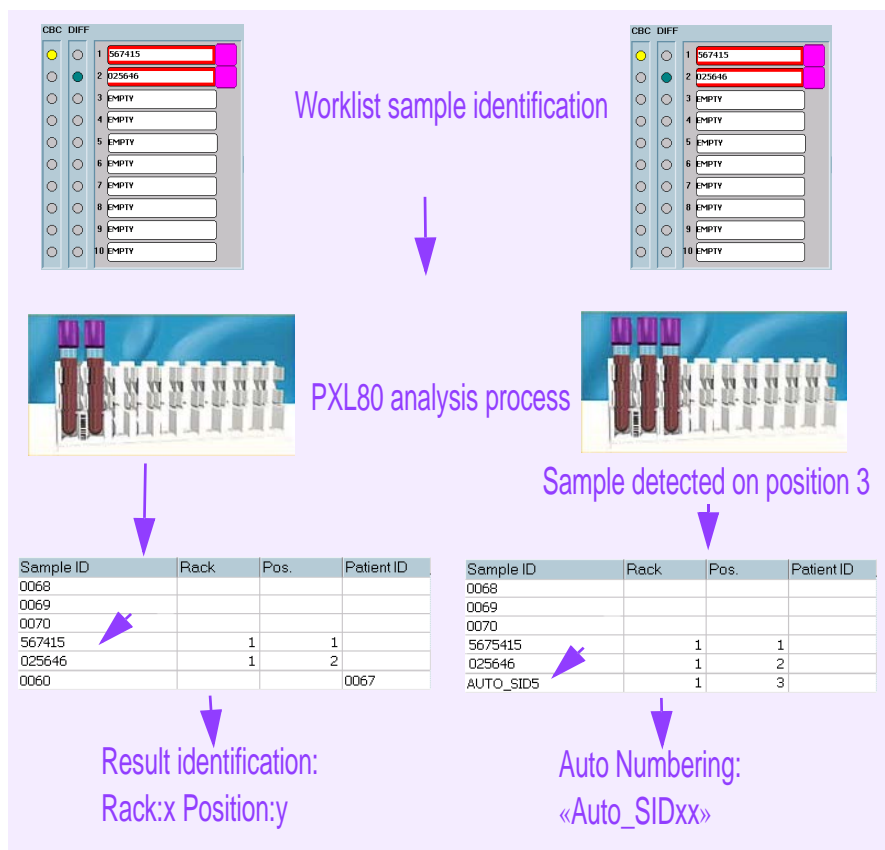 CBC DIFF
1 567415
2 025646
3 EMPTY
4 EMPTY
5 EMPTY
6 EMPTY
7 EMPTY
8 EMPTY
9 EMPTY
10 EMPTY
Worklist sample identification
CBC DIFF
1 567415
2 025646
3 EMPTY
4 EMPTY
5 EMPTY
6 EMPTY
7 EMPTY
8 EMPTY
9 EMPTY
10 EMPTY
PXL80 analysis process
Sample detected on position 3
Sample ID Rack Pos. Patient ID
0068
0069
0070
567415 1 1
025646 1 2
0060 0067
Sample ID Rack Pos. Patient ID
0068
0069
0070
5675415 1 1
025646 1 2
AUTO_SID5 1 3
Result identification:
Rack:x Position:y
Auto Numbering:
«Auto_SIDxx»